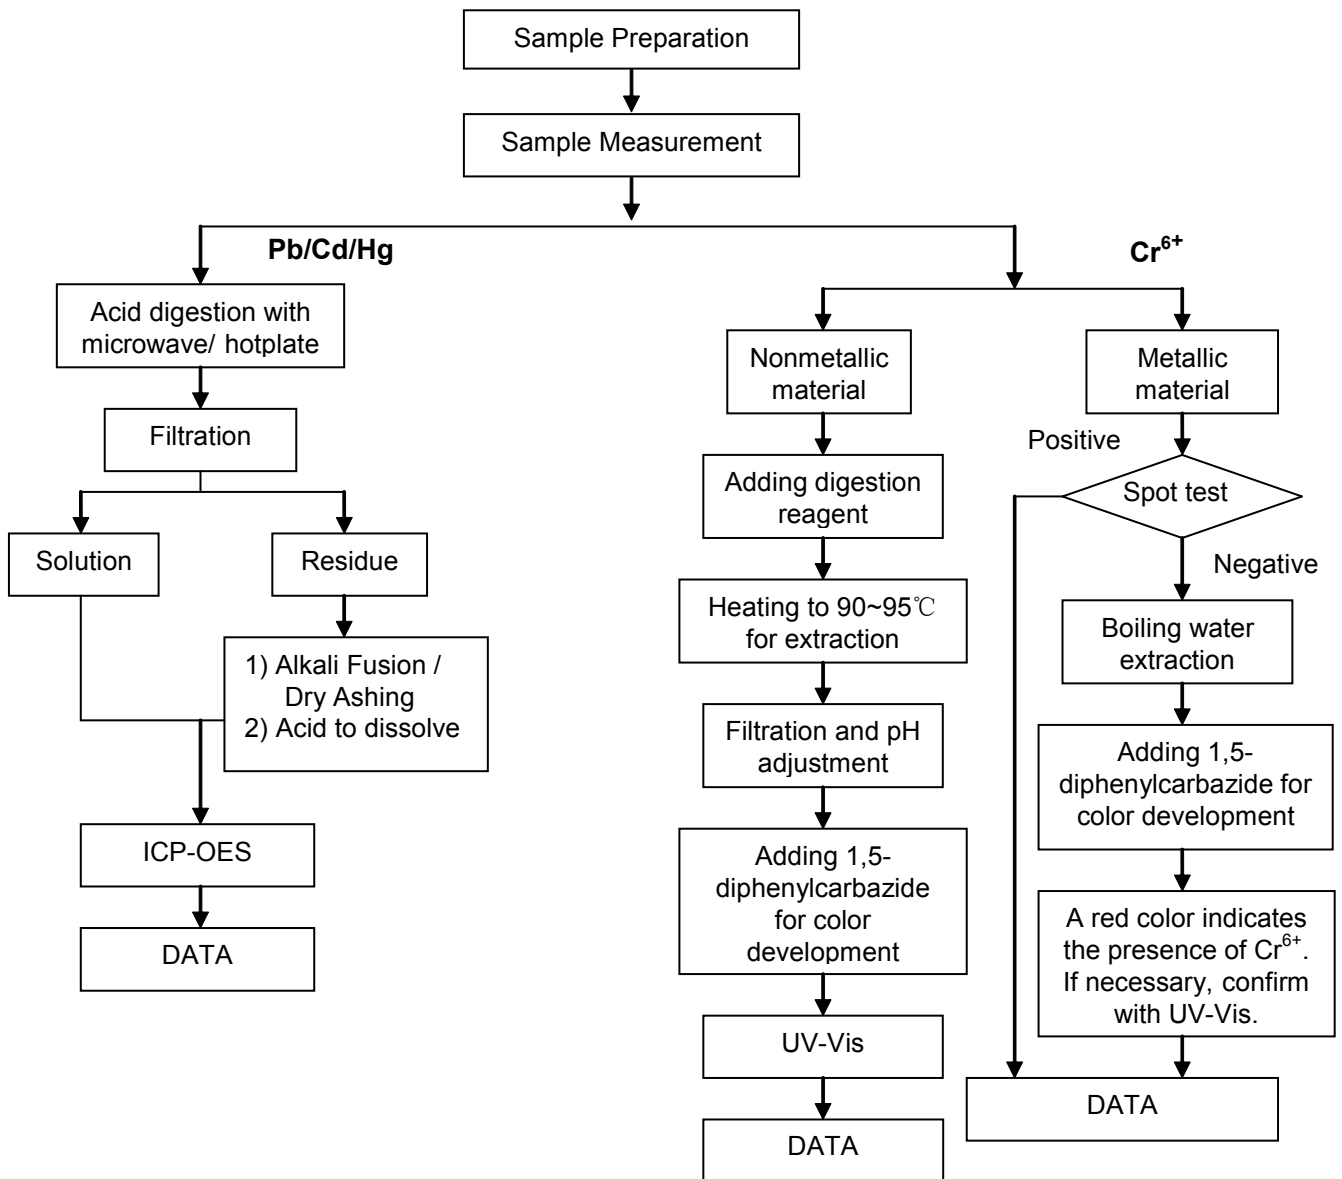 Sample Preparation
Sample Measurement
Pb/Cd/Hg
Acid digestion with
microwave/ hotplate
Filtration
Solution
Residue
1) Alkali Fusion /
Dry Ashing
2) Acid to dissolve
ICP-OES
DATA
Cr⁶⁺
Nonmetallic
material
Adding digestion
reagent
Heating to 90~95℃
for extraction
Filtration and pH
adjustment
Adding 1,5-
diphenylcarbazide
for color
development
UV-Vis
DATA
Metallic
material
Positive
Spot test
Negative
Boiling water
extraction
Adding 1,5-
diphenylcarbazide for
color development
A red color indicates
the presence of Cr⁶⁺.
If necessary, confirm
with UV-Vis.
DATA